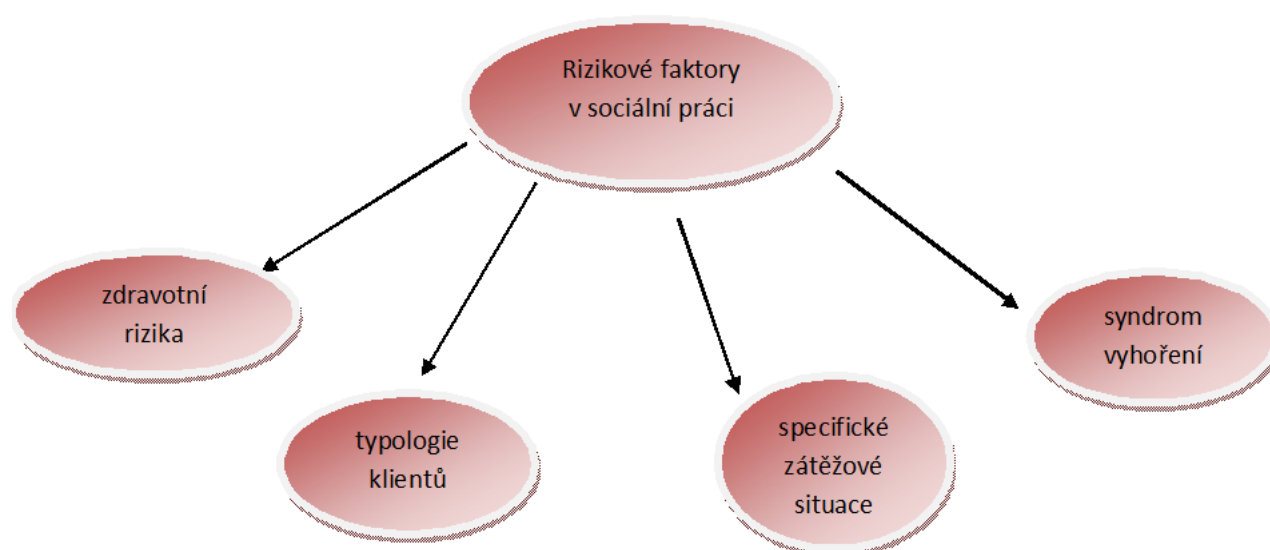 Rizikové faktory
v sociální práci
zdravotní
rizika
typologie
klientů
specifické
zátěžové
situace
syndrom
vyhoření